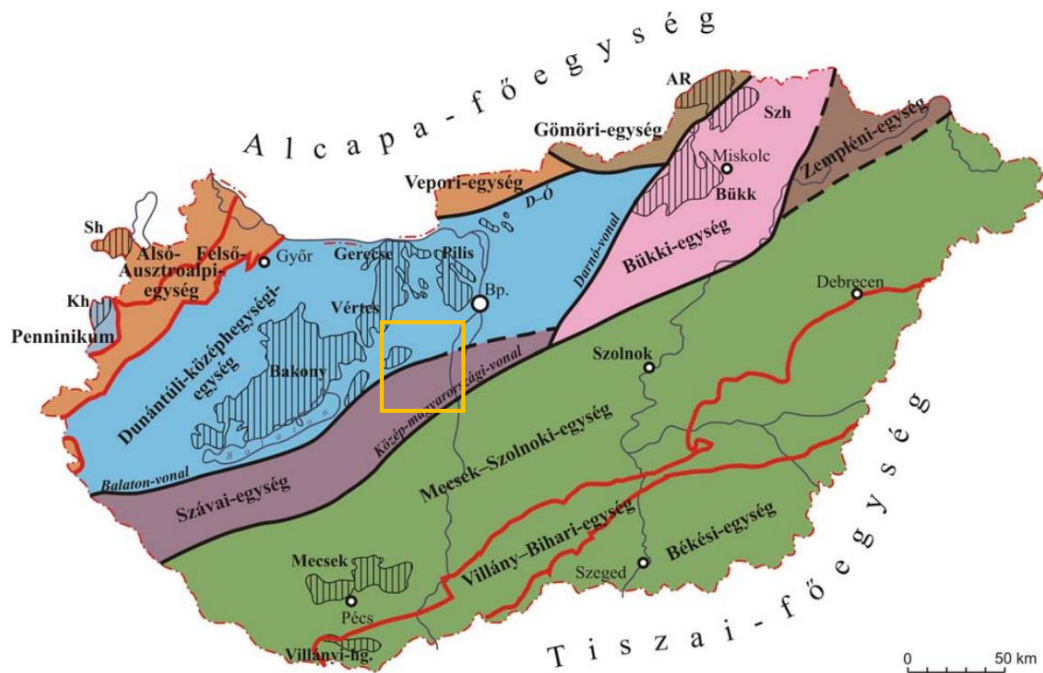 Alcapa-főegység
AR
Szh
Gömöri-egység
Miskolc
Zempléni-egység
Vepori-egység
D–Ó
Bükk
Sh
Alsó-
Felső-
Ausztroalpi-
egység
Győr
Gerecse
Pilis
Darnó-vonal
Bükki-egység
Kh
Penninikum
Vértes
Bp.
Debrecen
Dunántúli-középhegységi-
egység
Bakony
Szolnok
Balaton
Közép-magyarországi-vonal
Balaton-vonal
Szávai-egység
Mecsek–Szolnoki-egység
Mecsek
Villány–Bihari-egység
Békési-egység
Szeged
Pécs
Villányi-hg.
Tiszai-főegység
0 50 km